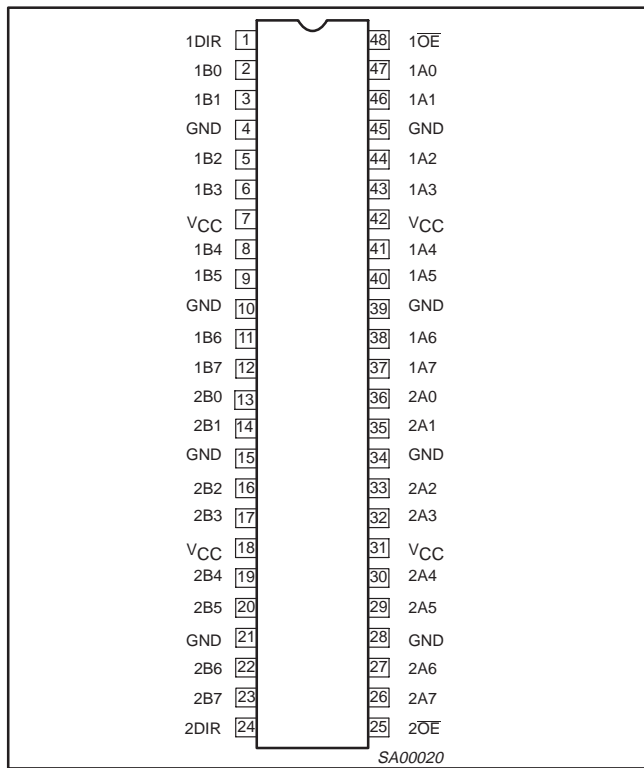 1DIR 1 48 1O̅E̅
1B0 2 47 1A0
1B1 3 46 1A1
GND 4 45 GND
1B2 5 44 1A2
1B3 6 43 1A3
VCC 7 42 VCC
1B4 8 41 1A4
1B5 9 40 1A5
GND 10 39 GND
1B6 11 38 1A6
1B7 12 37 1A7
2B0 13 36 2A0
2B1 14 35 2A1
GND 15 34 GND
2B2 16 33 2A2
2B3 17 32 2A3
VCC 18 31 VCC
2B4 19 30 2A4
2B5 20 29 2A5
GND 21 28 GND
2B6 22 27 2A6
2B7 23 26 2A7
2DIR 24 25 2O̅E̅
SA00020